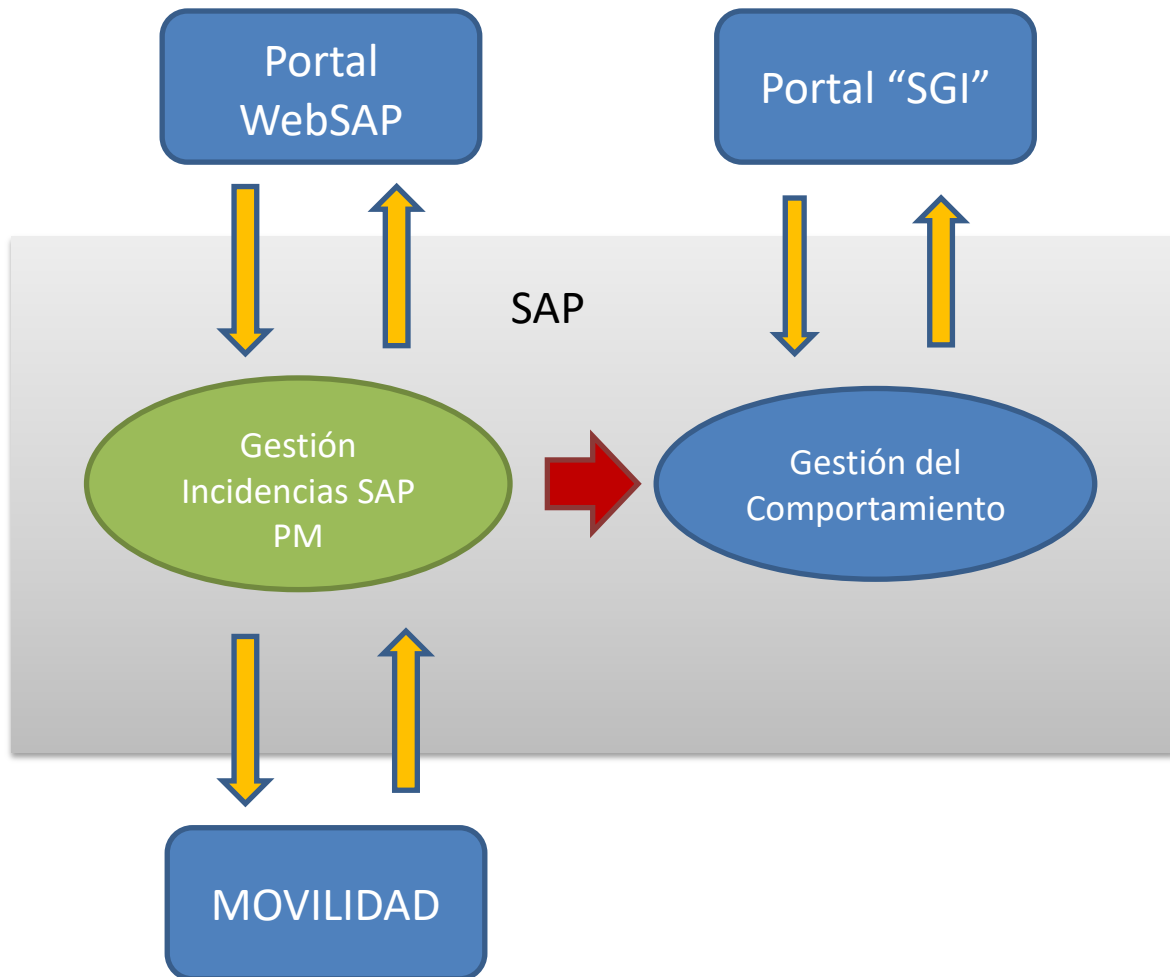 Portal
WebSAP
Portal “SGI”
SAP
Gestión
Incidencias SAP
PM
Gestión del
Comportamiento
MOVILIDAD